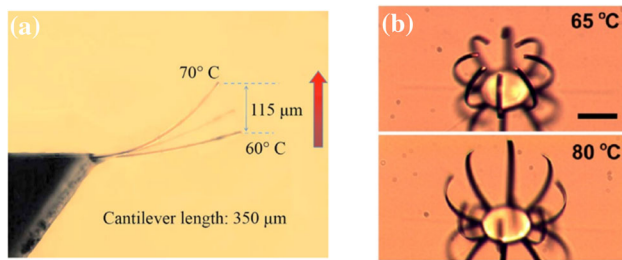 (a)
70° C
115 μm
60° C
Cantilever length: 350 μm
(b)
65 °C
80 °C